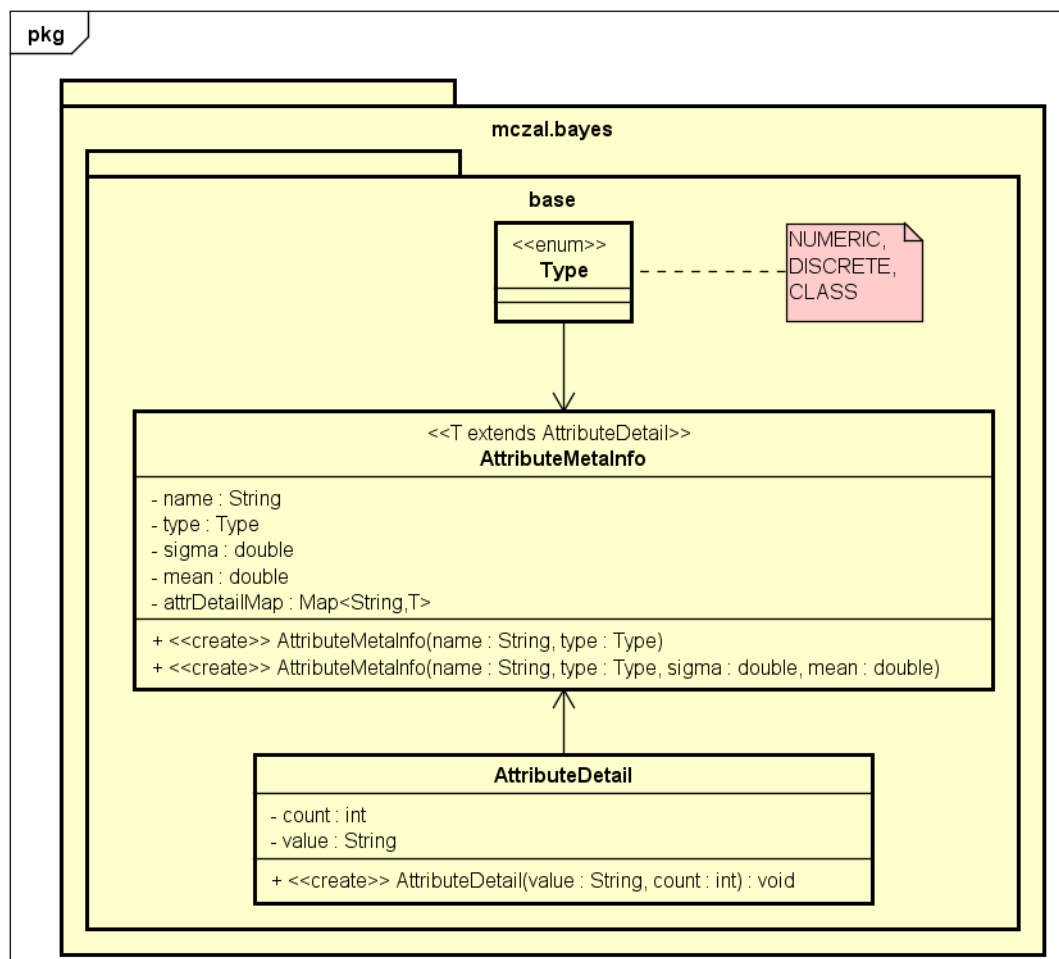 pkg
mczal.bayes
base
<<enum>>
Type
NUMERIC,
DISCRETE,
CLASS
<<T extends AttributeDetail>>
AttributeMetaInfo
- name : String
- type : Type
- sigma : double
- mean : double
- attrDetailMap : Map<String,T>
+ <<create>> AttributeMetaInfo(name : String, type : Type)
+ <<create>> AttributeMetaInfo(name : String, type : Type, sigma : double, mean : double)
AttributeDetail
- count : int
- value : String
+ <<create>> AttributeDetail(value : String, count : int) : void